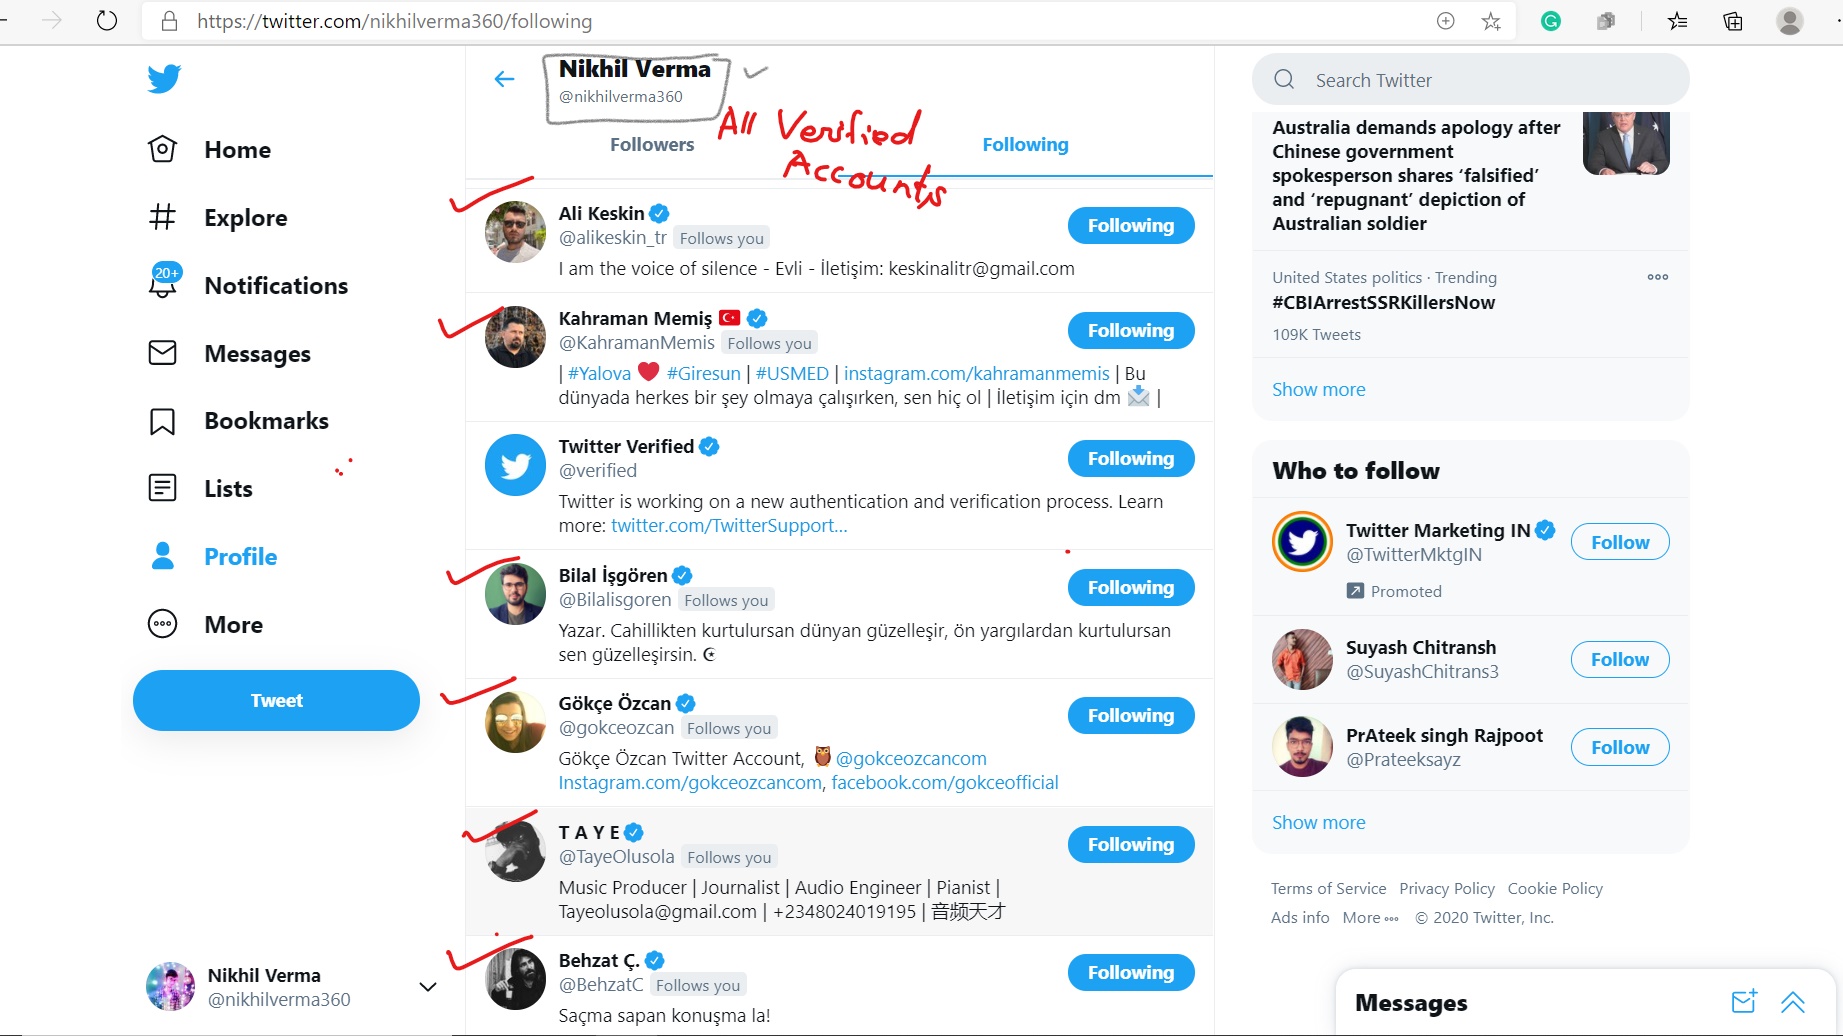 https://twitter.com/nikhilverma360/following
Home
Explore
20+
Notifications
Messages
Bookmarks
Lists
Profile
More
Tweet
Nikhil Verma
@nikhilverma360
Nikhil Verma
@nikhilverma360
All Verified
Accounts
Followers
Following
Ali Keskin
@alikeskin_tr Follows you
Following
I am the voice of silence - Evli - İletişim: keskinalitr@gmail.com
Kahraman Memiş 🇹🇷
@KahramanMemis Follows you
Following
| #Yalova ❤️ #Giresun | #USMED | instagram.com/kahramanmemis | Bu
dünyada herkes bir şey olmaya çalışırken, sen hiç ol | İletişim için dm 📩 |
Twitter Verified
@verified
Following
Twitter is working on a new authentication and verification process. Learn
more: twitter.com/TwitterSupport…
Bilal İşgören
@Bilalisgoren Follows you
Following
Yazar. Cahillikten kurtulursan dünyan güzelleşir, ön yargılardan kurtulursan
sen güzelleşirsin. ☪
Gökçe Özcan
@gokceozcan Follows you
Following
Gökçe Özcan Twitter Account, 🦉@gokceozcancom
Instagram.com/gokceozcancom, facebook.com/gokceofficial
T A Y E
@TayeOlusola Follows you
Following
Music Producer | Journalist | Audio Engineer | Pianist |
Tayeolusola@gmail.com | +2348024019195 | 音频天才
Behzat Ç.
@BehzatC Follows you
Following
Saçma sapan konuşma la!
Search Twitter
Australia demands apology after
Chinese government
spokesperson shares ‘falsified’
and ‘repugnant’ depiction of
Australian soldier
United States politics · Trending
#CBIArrestSSRKillersNow
109K Tweets
Show more
Who to follow
Twitter Marketing IN
@TwitterMktgIN
Follow
Promoted
Suyash Chitransh
@SuyashChitrans3
Follow
PrAteek singh Rajpoot
@Prateeksayz
Follow
Show more
Terms of Service Privacy Policy Cookie Policy
Ads info More © 2020 Twitter, Inc.
Messages